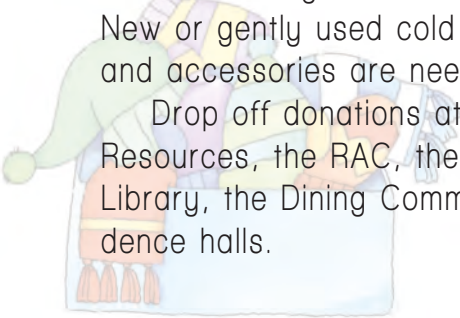 New or gently used cold
and accessories are nee
Drop off donations at
Resources, the RAC, the
Library, the Dining Comm
dence halls.